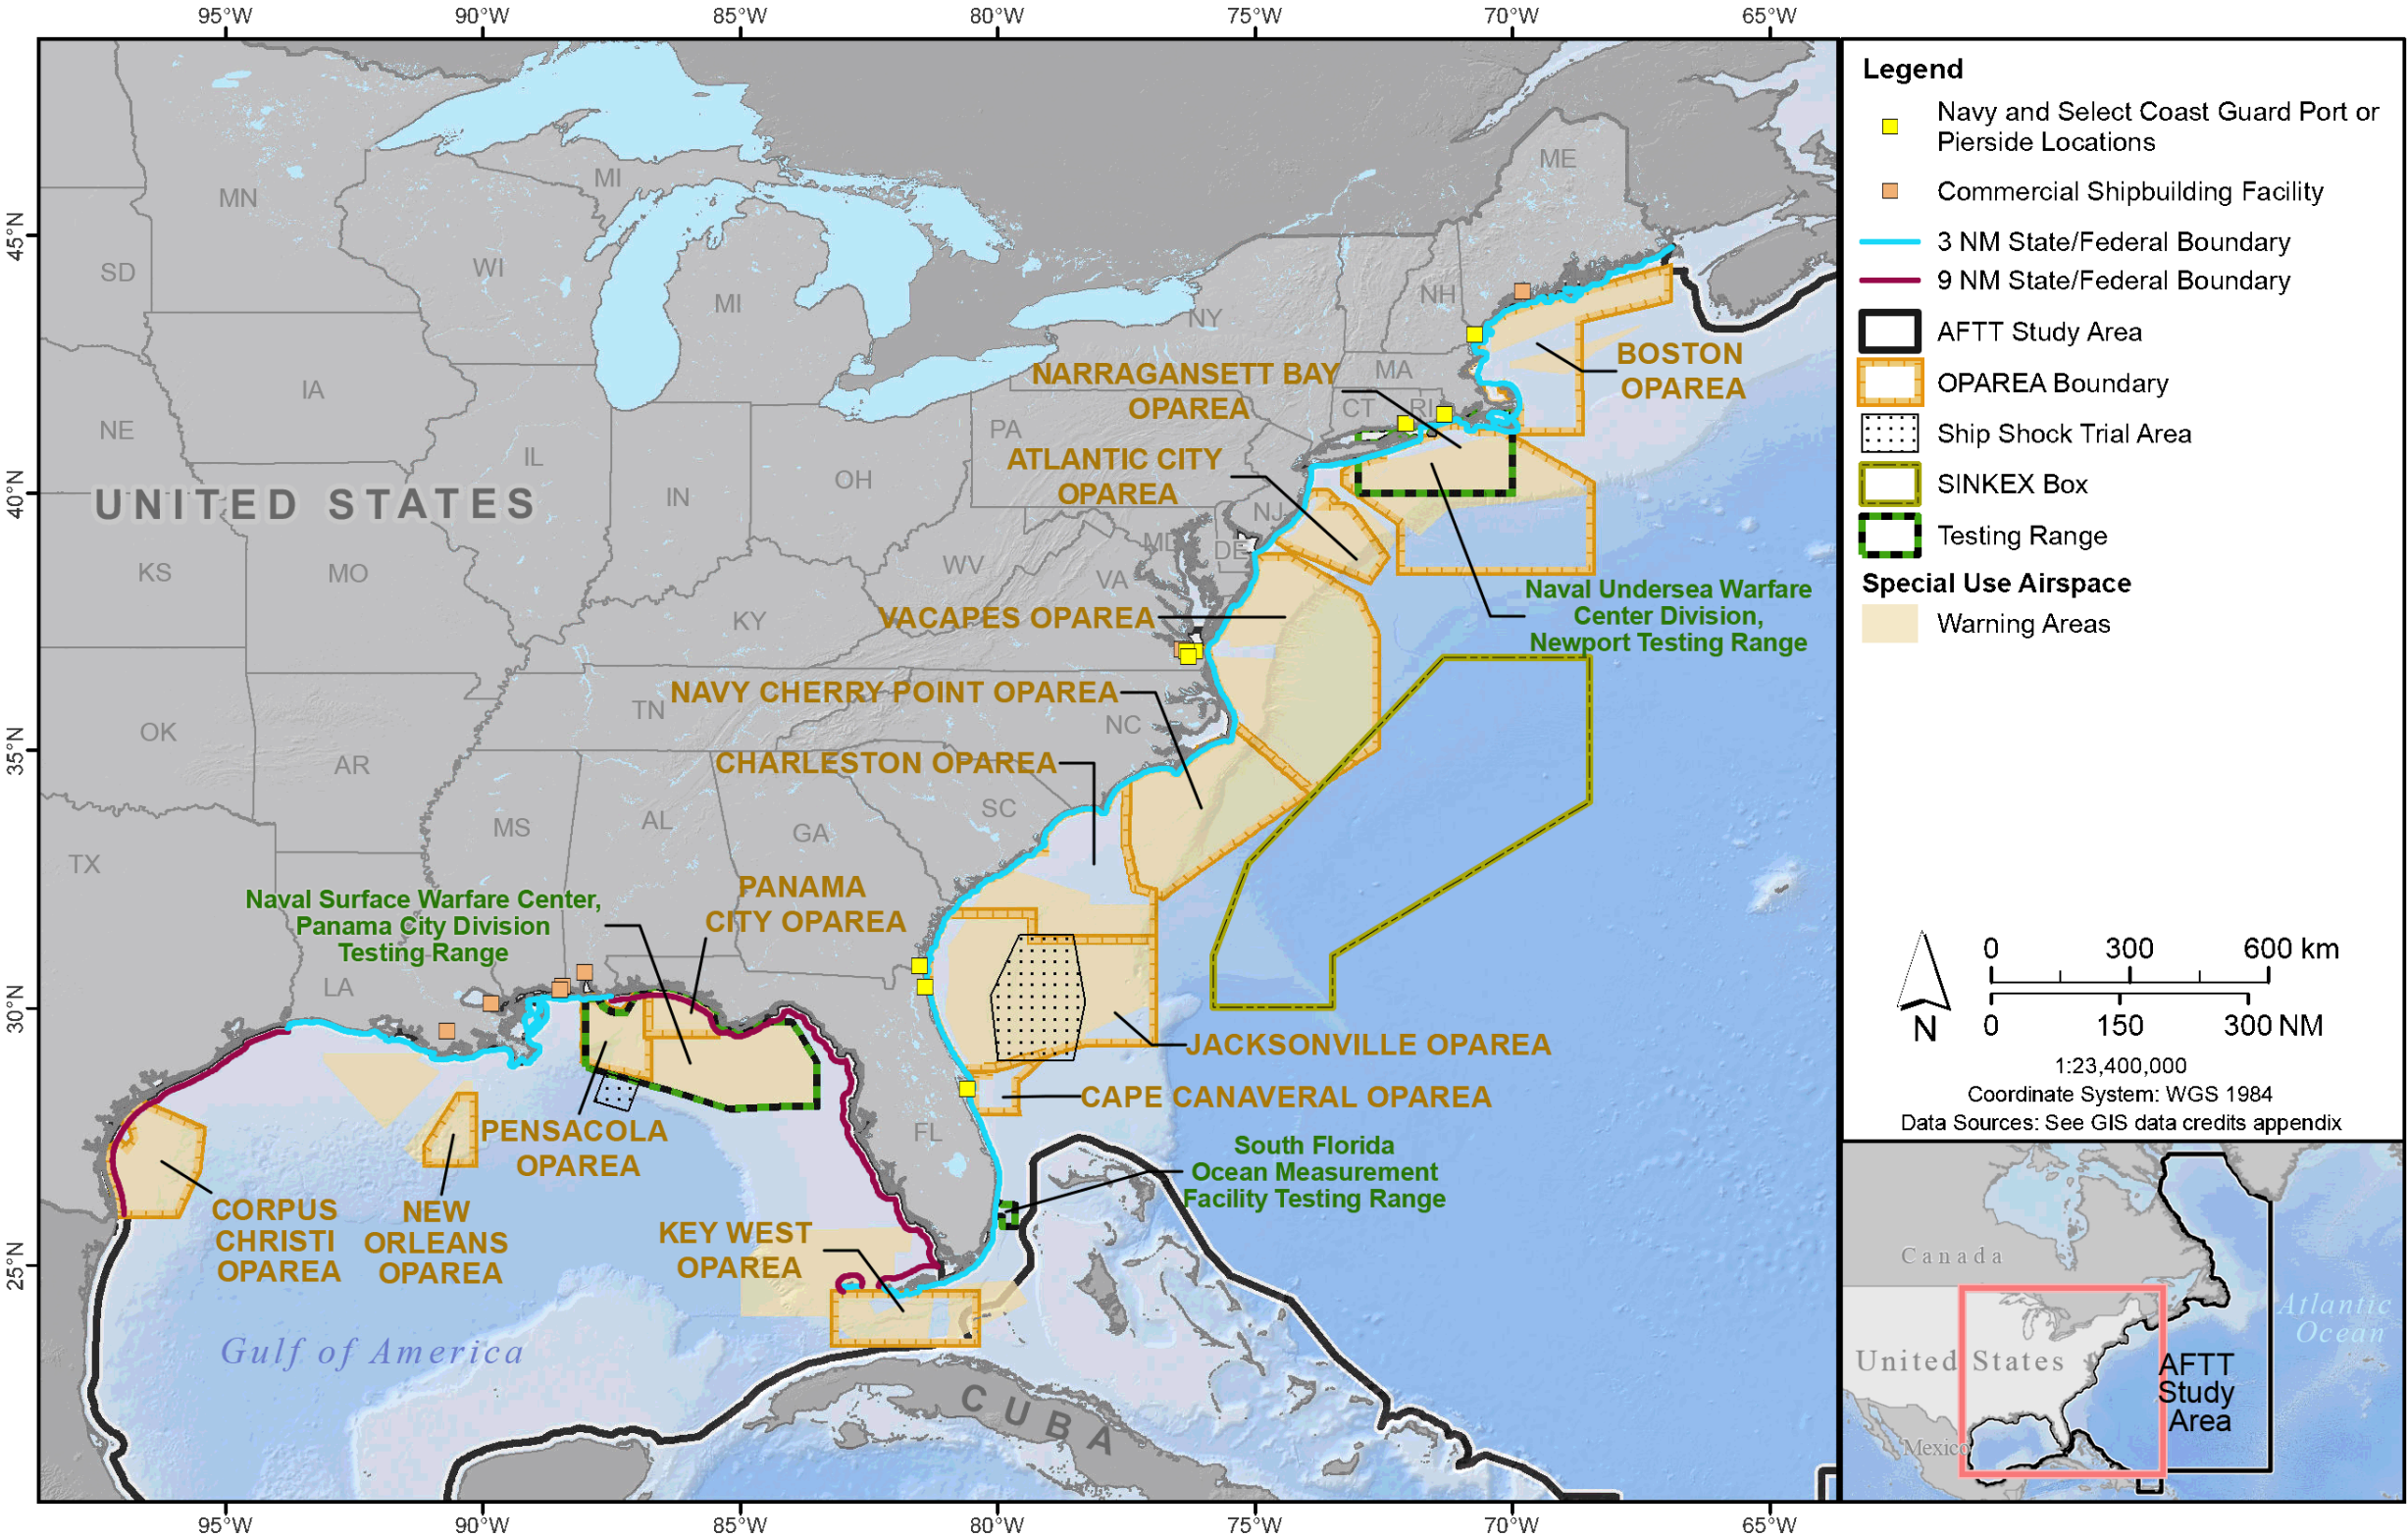 95°W
90°W
85°W
80°W
75°W
70°W
65°W
45°N
40°N
35°N
30°N
25°N
MN
MI
SD
WI
MI
NE
IA
IL
IN
OH
PA
NY
NH
ME
MA
CT
RI
NJ
MD
DE
WV
VA
UNITED STATES
KS
MO
KY
OK
AR
TN
NC
MS
AL
GA
SC
TX
LA
FL
NARRAGANSETT BAY
OPAREA
BOSTON
OPAREA
ATLANTIC CITY
OPAREA
VACAPES OPAREA
Naval Undersea Warfare
Center Division,
Newport Testing Range
NAVY CHERRY POINT OPAREA
CHARLESTON OPAREA
PANAMA
CITY OPAREA
Naval Surface Warfare Center,
Panama City Division
Testing Range
JACKSONVILLE OPAREA
CAPE CANAVERAL OPAREA
PENSACOLA
OPAREA
South Florida
Ocean Measurement
Facility Testing Range
CORPUS
CHRISTI
OPAREA
NEW
ORLEANS
OPAREA
KEY WEST
OPAREA
Gulf of America
CUBA
95°W
90°W
85°W
80°W
75°W
70°W
65°W
Legend
Navy and Select Coast Guard Port or
Pierside Locations
Commercial Shipbuilding Facility
3 NM State/Federal Boundary
9 NM State/Federal Boundary
AFTT Study Area
OPAREA Boundary
Ship Shock Trial Area
SINKEX Box
Testing Range
Special Use Airspace
Warning Areas
N
0 300 600 km
0 150 300 NM
1:23,400,000
Coordinate System: WGS 1984
Data Sources: See GIS data credits appendix
Canada
Atlantic
Ocean
United States
AFTT
Study
Area
Mexico